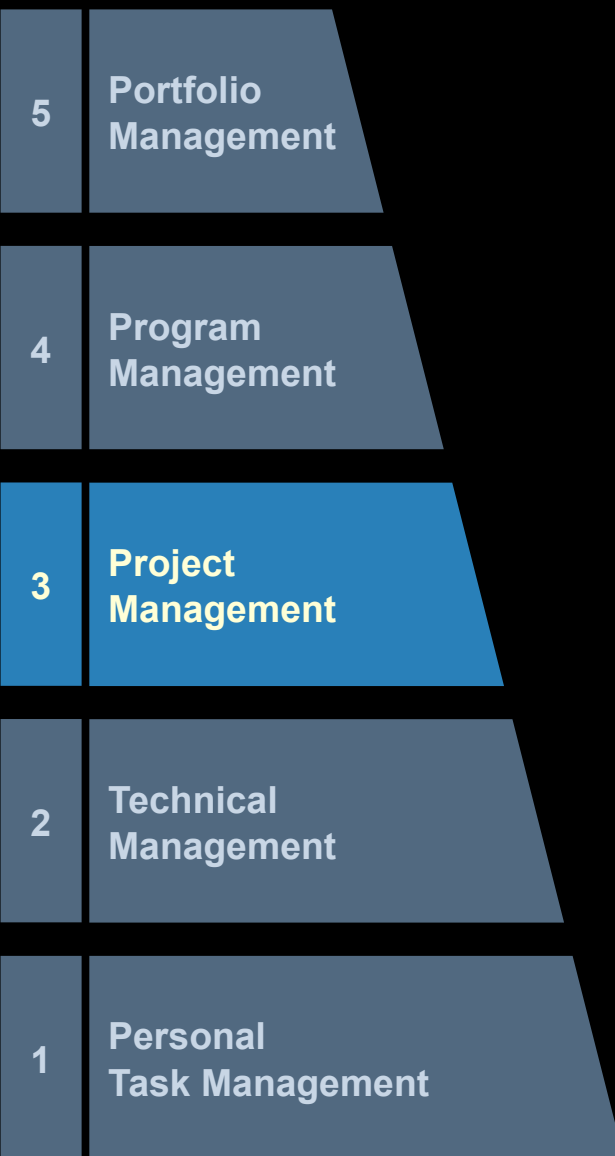 5
Portfolio
Management
4
Program
Management
3
Project
Management
2
Technical
Management
1
Personal
Task Management